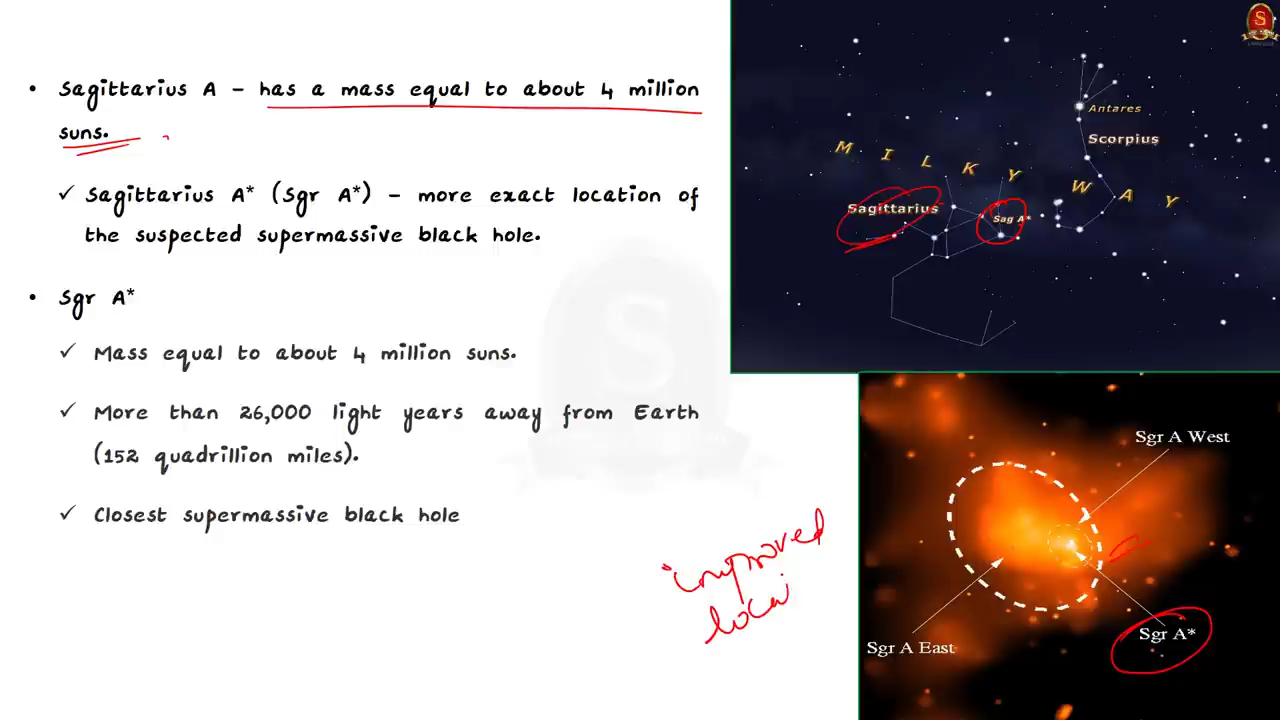 • Sagittarius A – has a mass equal to about 4 million
suns.
✓ Sagittarius A* (Sgr A*) – more exact location of
the suspected supermassive black hole.
• Sgr A*
✓ Mass equal to about 4 million suns.
✓ More than 26,000 light years away from Earth
(152 quadrillion miles).
✓ Closest supermassive black hole
improved
loca
S
Antares
Scorpius
MILKY WAY
Sagittarius
Sag A*
Sgr A West
Sgr A*
Sgr A East
S